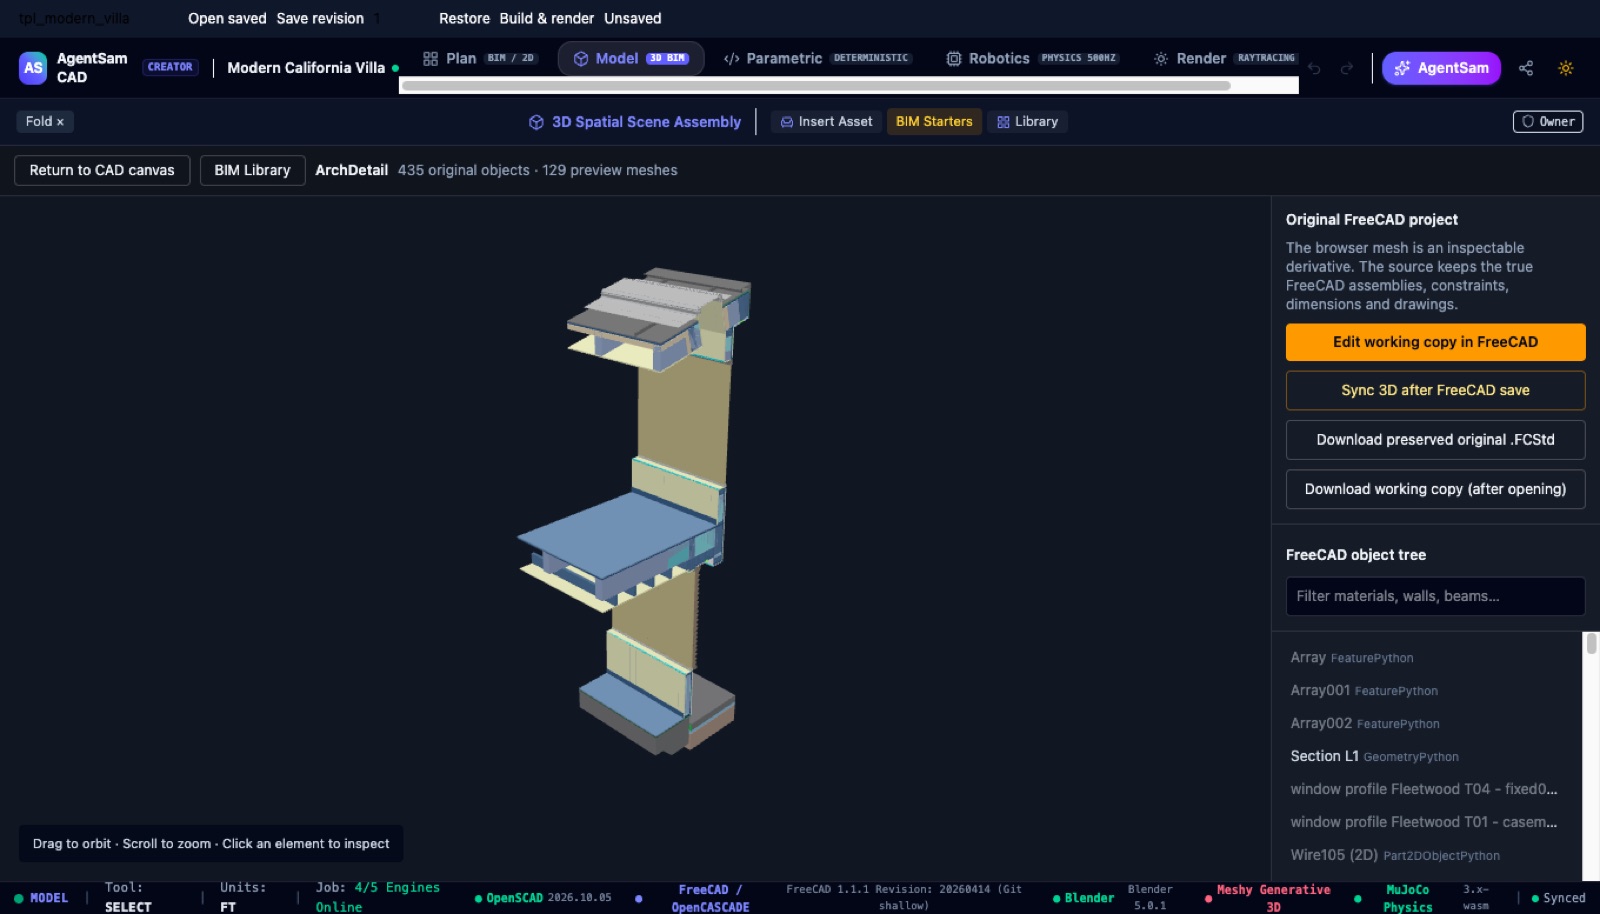 tpl_modern_villa Open saved Save revision 1 Restore Build & render Unsaved
AS AgentSam CAD CREATOR Modern California Villa Plan BIM / 2D Model 3D BIM Parametric DETERMINISTIC Robotics PHYSICS 500HZ Render RAYTRACING AgentSam
Fold × 3D Spatial Scene Assembly Insert Asset BIM Starters Library Owner
Return to CAD canvas BIM Library ArchDetail 435 original objects · 129 preview meshes
Original FreeCAD project
The browser mesh is an inspectable
derivative. The source keeps the true
FreeCAD assemblies, constraints,
dimensions and drawings.
Edit working copy in FreeCAD
Sync 3D after FreeCAD save
Download preserved original .FCStd
Download working copy (after opening)
FreeCAD object tree
Filter materials, walls, beams...
Array FeaturePython
Array001 FeaturePython
Array002 FeaturePython
Section L1 GeometryPython
window profile Fleetwood T04 - fixed0...
window profile Fleetwood T01 - casem...
Wire105 (2D) Part2DObjectPython
Drag to orbit · Scroll to zoom · Click an element to inspect
MODEL Tool: SELECT Units: FT Job: 4/5 Engines Online OpenSCAD 2026.10.05 FreeCAD / OpenCASCADE FreeCAD 1.1.1 Revision: 20260414 (Git shallow) Blender Blender 5.0.1 Meshy Generative 3D MuJoCo Physics 3.x-wasm Synced